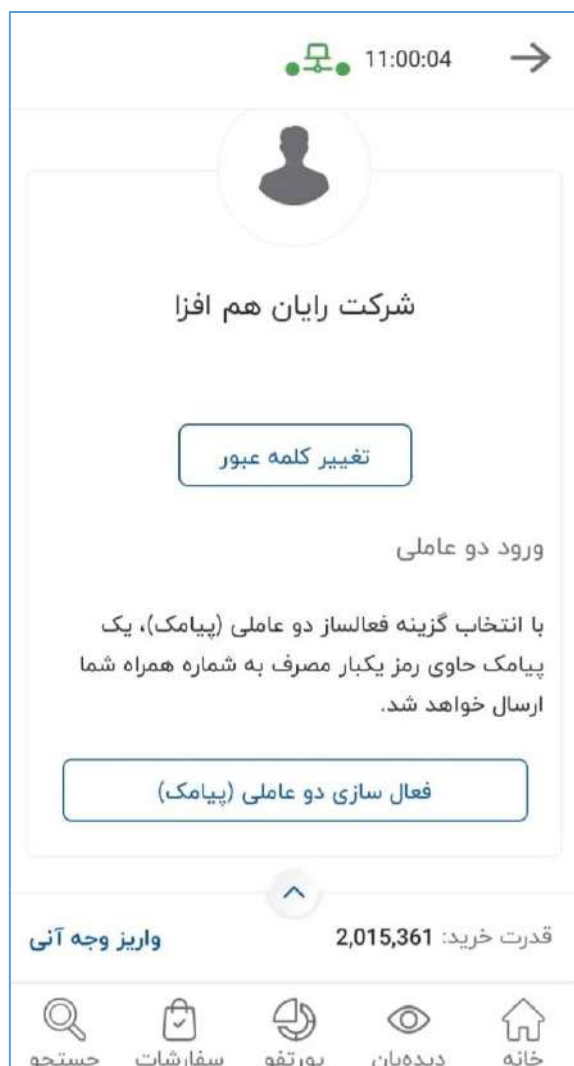 11:00:04
شرکت رایان هم افزا
تغییر کلمه عبور
ورود دو عاملی
با انتخاب گزینه فعالساز دو عاملی (پیامک)، یک
پیامک حاوی رمز یکبار مصرف به شماره همراه شما
ارسال خواهد شد.
فعال سازی دو عاملی (پیامک)
قدرت خرید: 2,015,361 واریز وجه آنی
خانه دیده‌بان پورتفو سفارشات جستجو